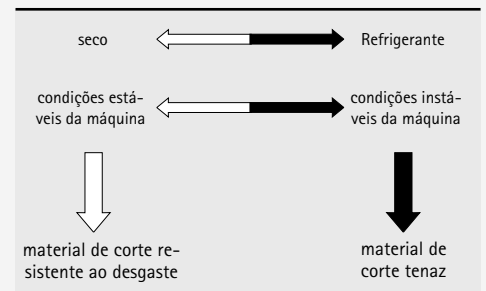 seco
Refrigerante
condições está-
veis da máquina
condições instá-
veis da máquina
material de corte re-
sistente ao desgaste
material de
corte tenaz